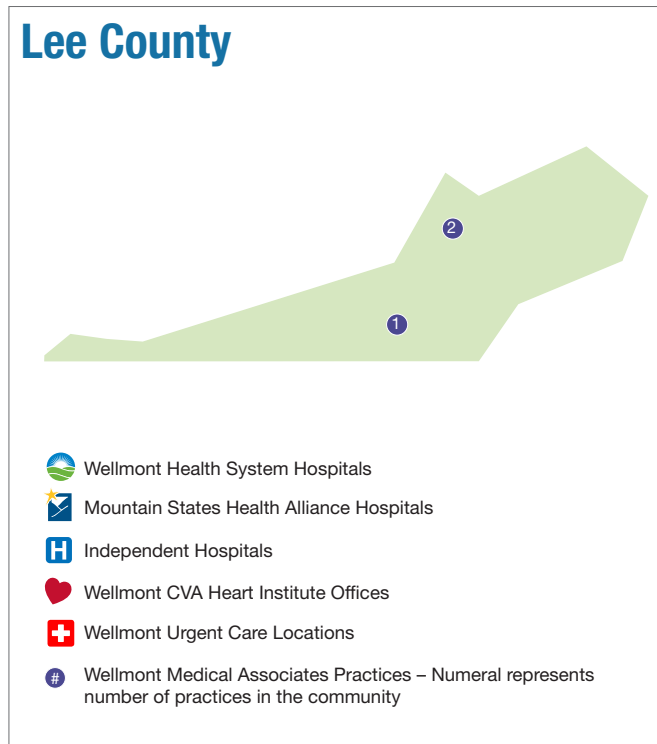 Lee County
2
1
Wellmont Health System Hospitals
Mountain States Health Alliance Hospitals
H Independent Hospitals
Wellmont CVA Heart Institute Offices
Wellmont Urgent Care Locations
# Wellmont Medical Associates Practices – Numeral represents
number of practices in the community